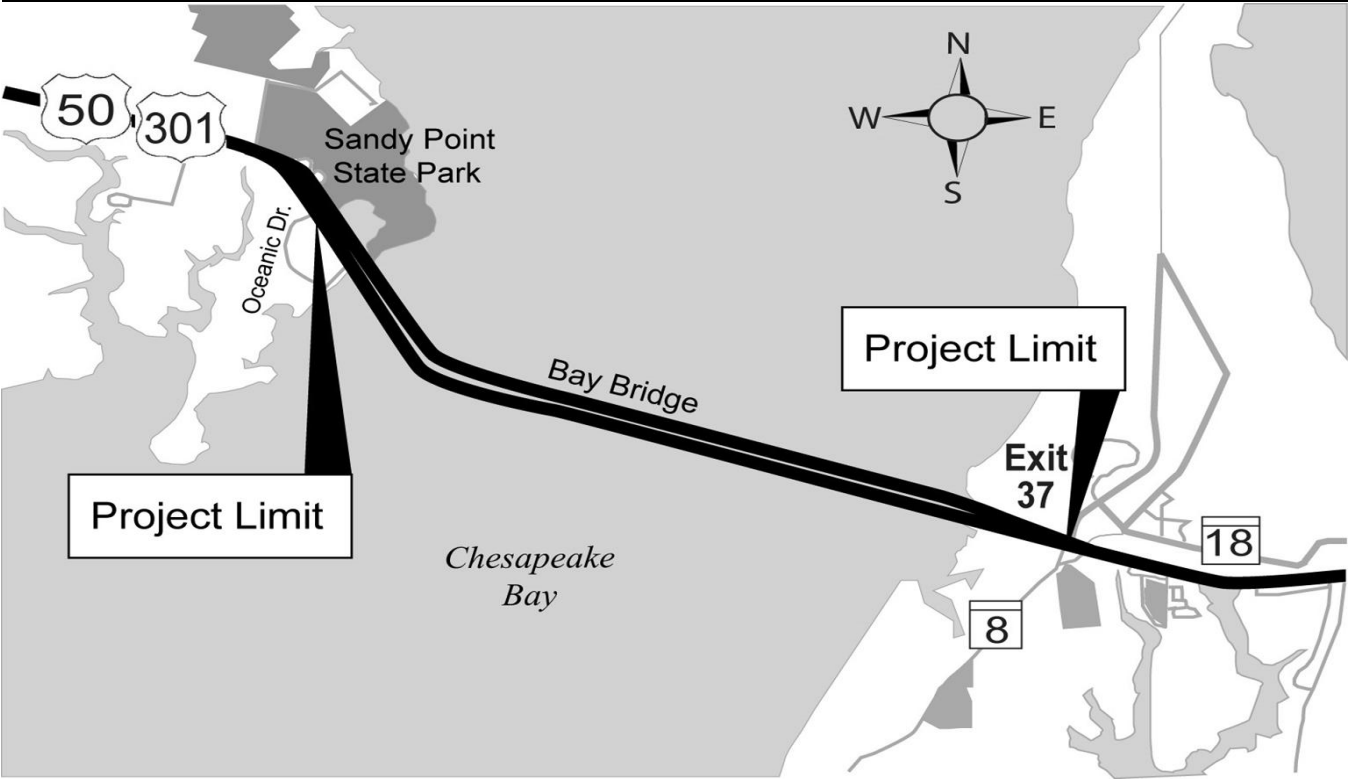 50
301
Sandy Point
State Park
N
W E
S
Oceanic Dr.
Project Limit
Bay Bridge
Project Limit
Exit
37
Chesapeake
Bay
18
8